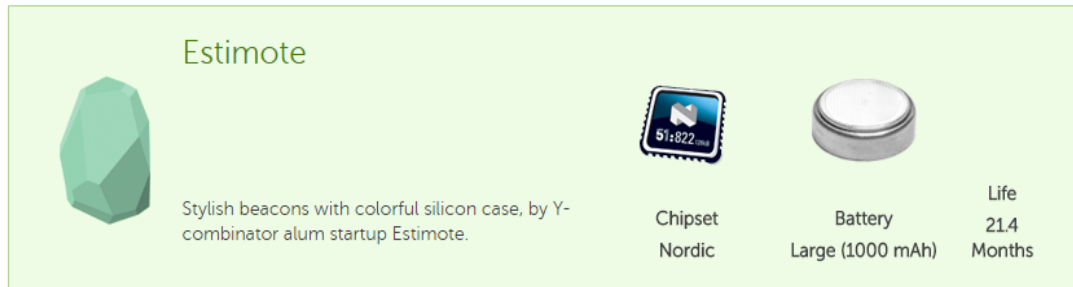 Estimote
51:822 128kB
Stylish beacons with colorful silicon case, by Y-
combinator alum startup Estimote.
Chipset
Nordic
Battery
Large (1000 mAh)
Life
21.4
Months